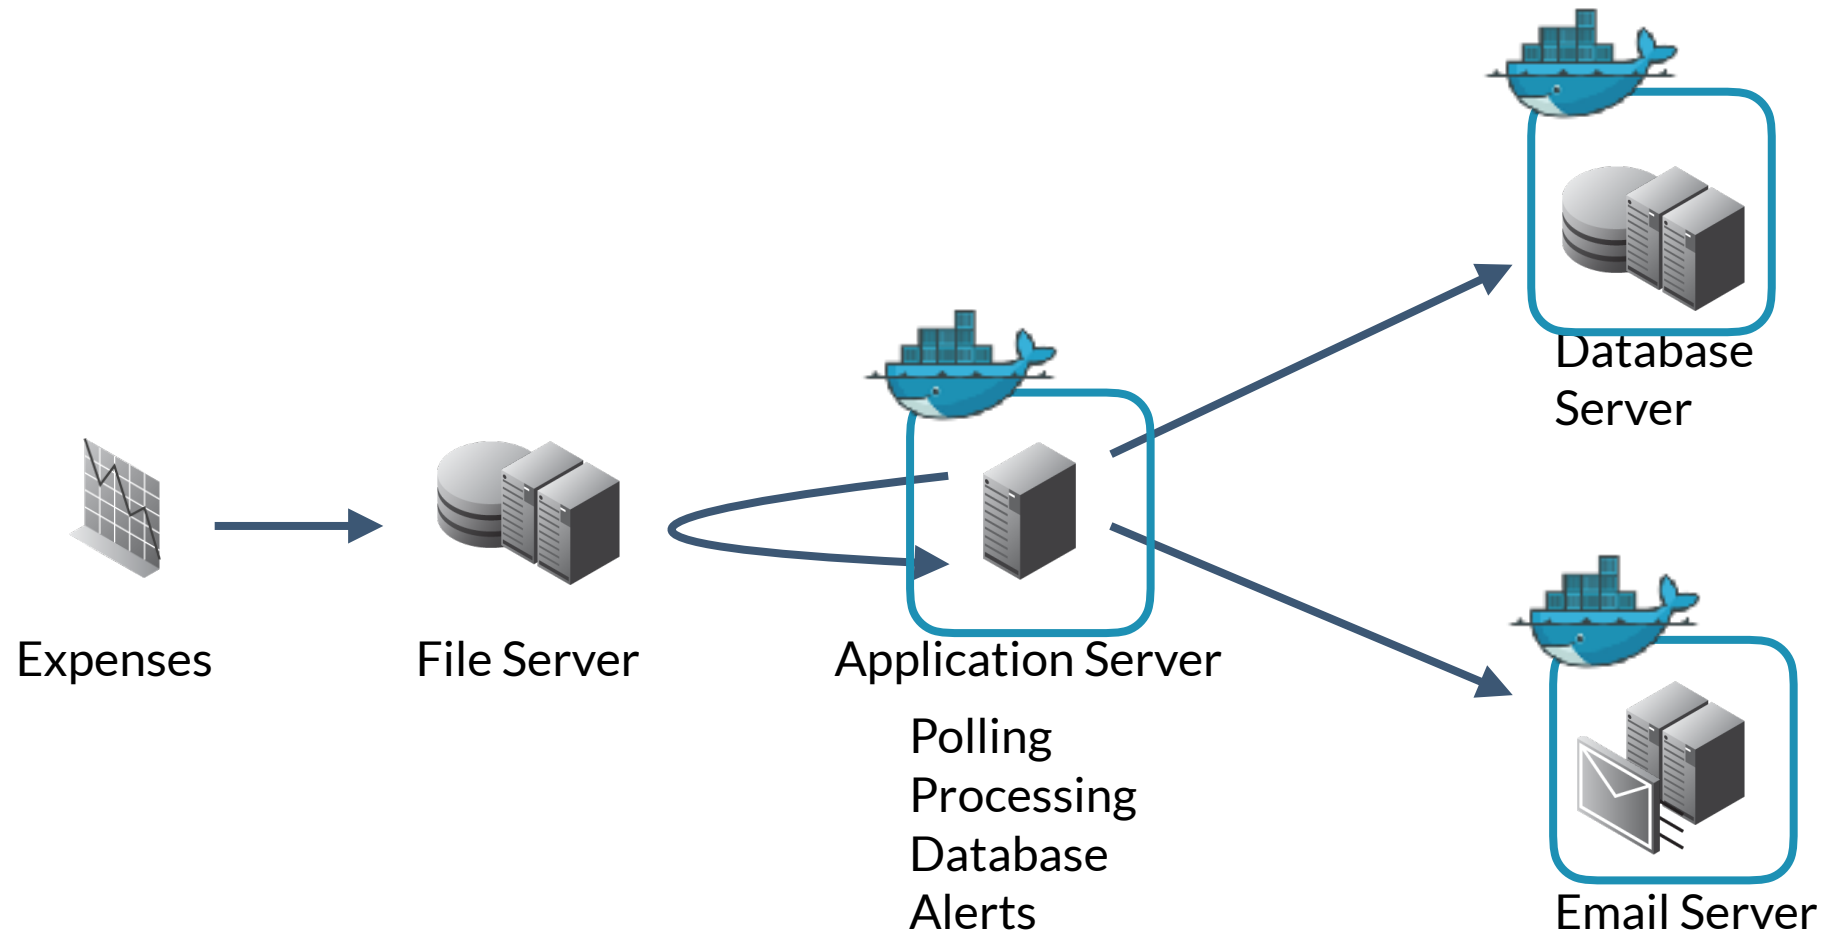 Expenses
File Server
Application Server
Polling
Processing
Database
Alerts
Database
Server
Email Server